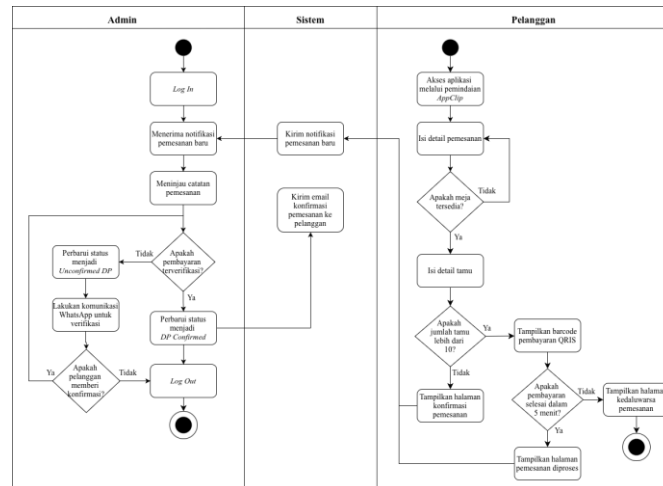 Admin
Sistem
Pelanggan
Log In
Menerima notifikasi
pemesanan baru
Meninjau catatan
pemesanan
Apakah
pembayaran
terverifikasi?
Tidak
Ya
Perbarui status
menjadi
Unconfirmed DP
Lakukan komunikasi
WhatsApp untuk
verifikasi
Apakah
pelanggan
memberi
konfirmasi?
Ya
Tidak
Perbarui status
menjadi
DP Confirmed
Log Out
Kirim notifikasi
pemesanan baru
Kirim email
konfirmasi
pemesanan ke
pelanggan
Akses aplikasi
melalui pemindaian
AppClip
Isi detail pemesanan
Apakah meja
tersedia?
Tidak
Ya
Isi detail tamu
Apakah
jumlah tamu
lebih dari
10?
Ya
Tidak
Tampilkan halaman
konfirmasi
pemesanan
Tampilkan barcode
pembayaran QRIS
Apakah
pembayaran
selesai dalam
5 menit?
Tidak
Ya
Tampilkan halaman
kedaluwarsa
pemesanan
Tampilkan halaman
pemesanan diproses